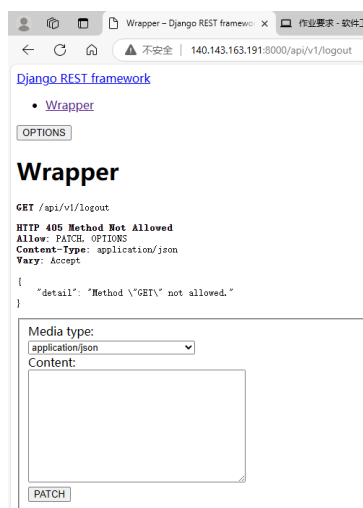 Wrapper – Django REST framewo
作业要求 - 软件工
不安全 | 140.143.163.191:8000/api/v1/logout
Django REST framework
Wrapper
OPTIONS
Wrapper
GET /api/v1/logout
HTTP 405 Method Not Allowed
Allow: PATCH, OPTIONS
Content-Type: application/json
Vary: Accept
{
"detail": "Method \"GET\" not allowed."
}
Media type:
application/json
Content:
PATCH